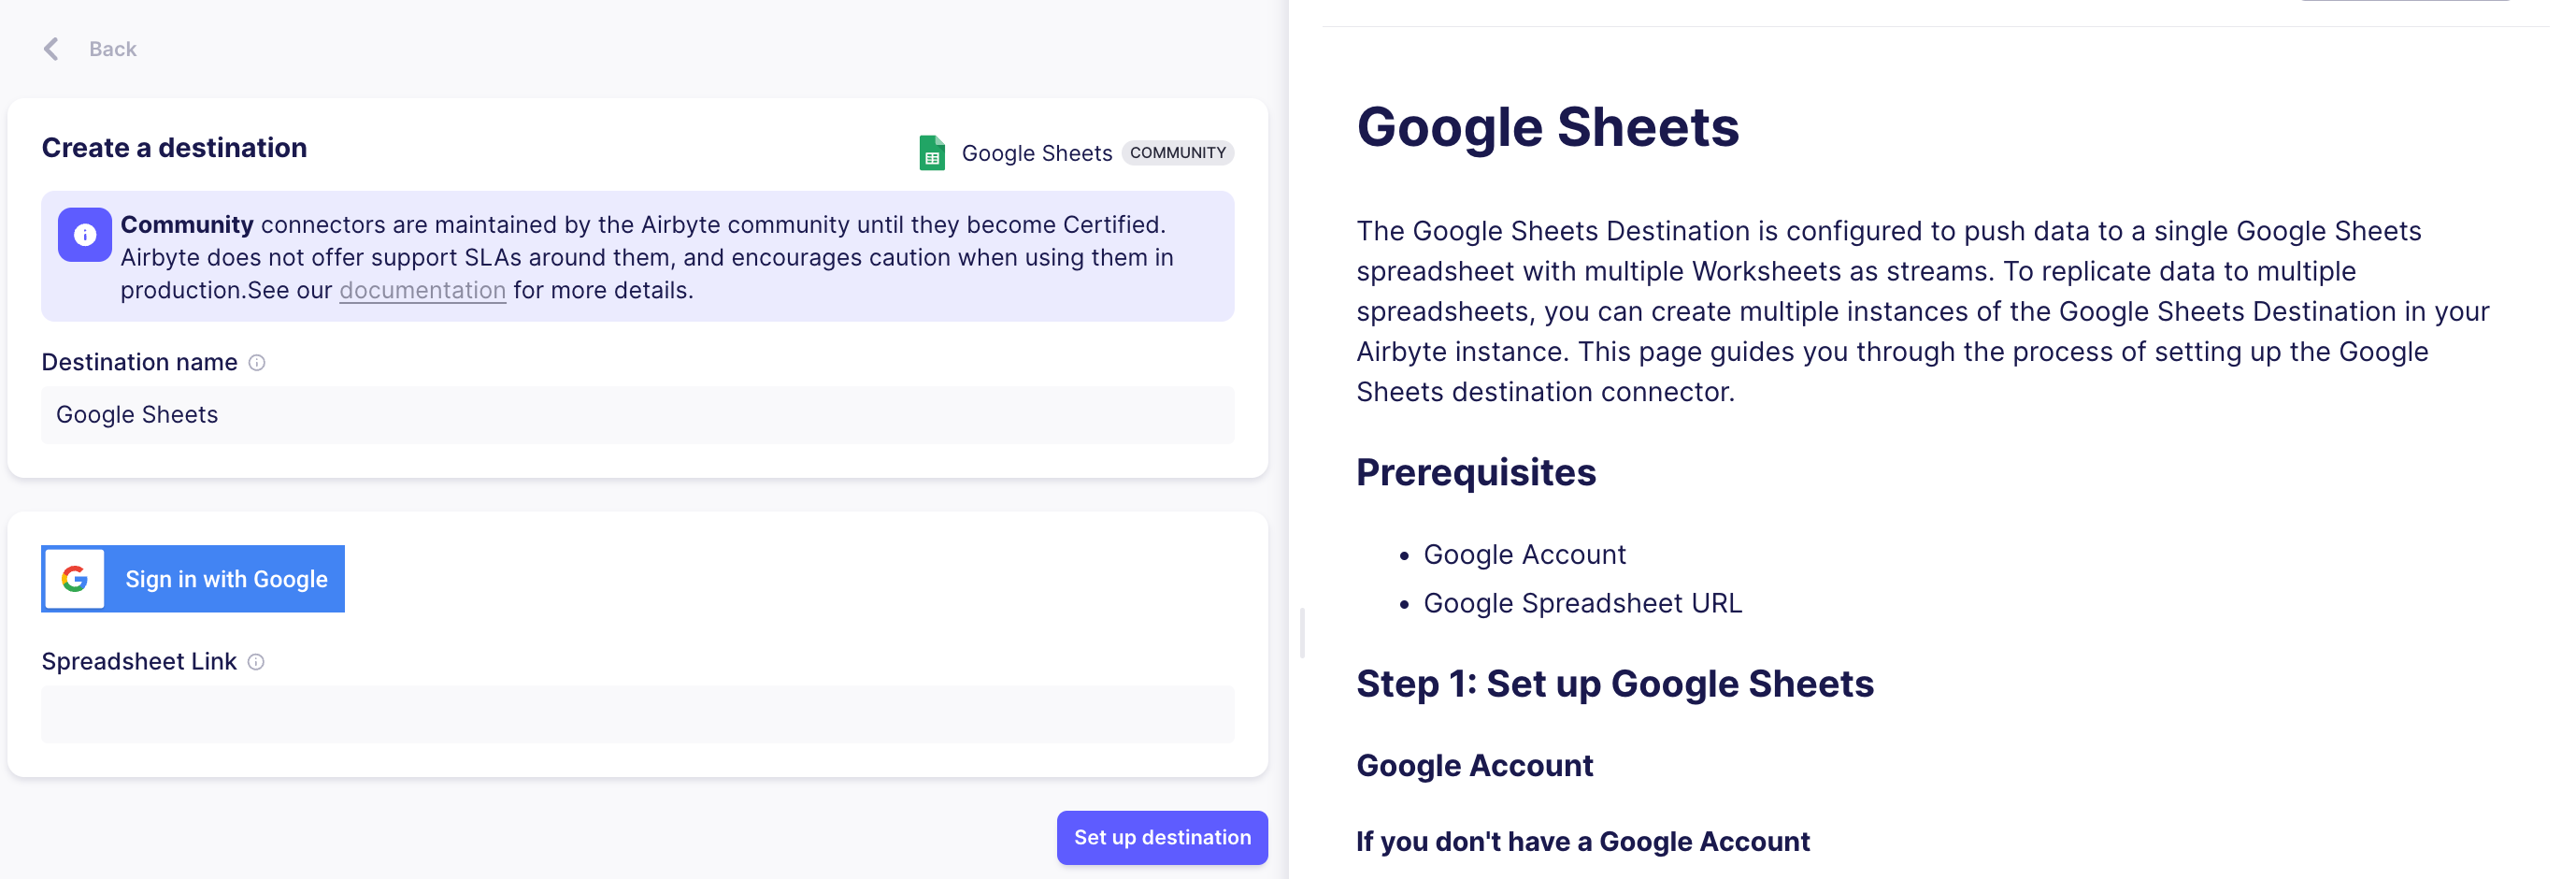 Back
Create a destination
Google Sheets COMMUNITY
Community connectors are maintained by the Airbyte community until they become Certified.
Airbyte does not offer support SLAs around them, and encourages caution when using them in
production.See our documentation for more details.
Destination name
Google Sheets
Sign in with Google
Spreadsheet Link
Set up destination
Google Sheets
The Google Sheets Destination is configured to push data to a single Google Sheets
spreadsheet with multiple Worksheets as streams. To replicate data to multiple
spreadsheets, you can create multiple instances of the Google Sheets Destination in your
Airbyte instance. This page guides you through the process of setting up the Google
Sheets destination connector.
Prerequisites
• Google Account
• Google Spreadsheet URL
Step 1: Set up Google Sheets
Google Account
If you don't have a Google Account